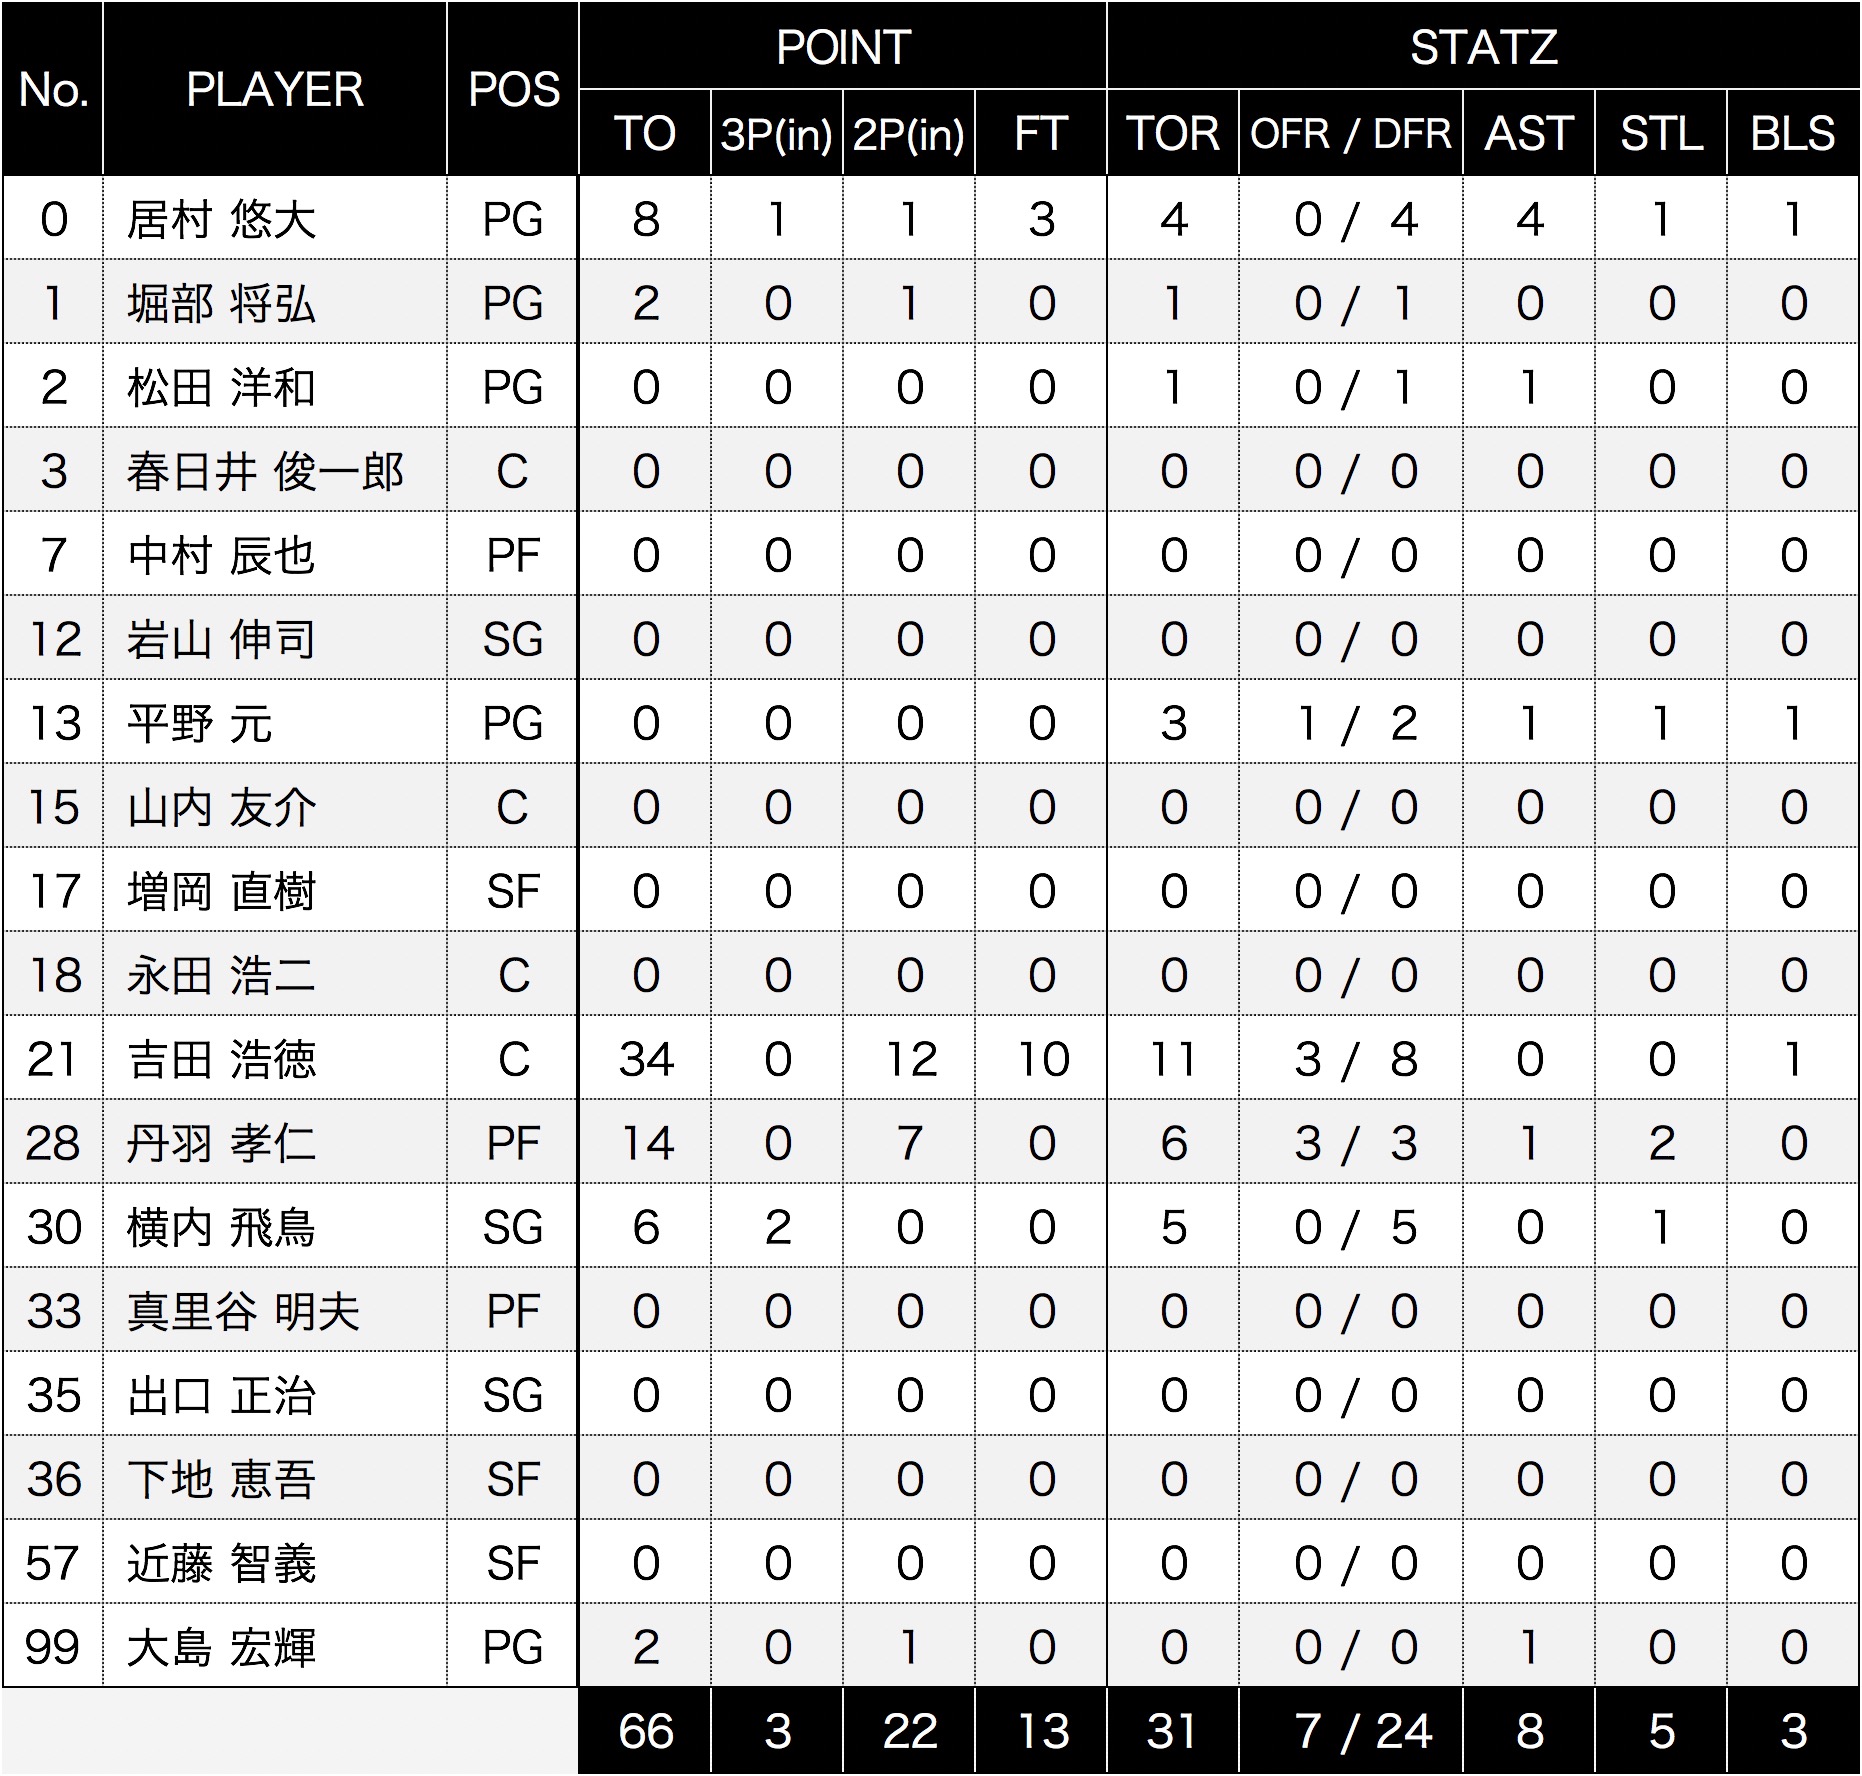 No. PLAYER POS POINT STATZ
TO 3P(in) 2P(in) FT TOR OFR / DFR AST STL BLS
0 居村 悠大 PG 8 1 1 3 4 0 / 4 4 1 1
1 堀部 将弘 PG 2 0 1 0 1 0 / 1 0 0 0
2 松田 洋和 PG 0 0 0 0 1 0 / 1 1 0 0
3 春日井 俊一郎 C 0 0 0 0 0 0 / 0 0 0 0
7 中村 辰也 PF 0 0 0 0 0 0 / 0 0 0 0
12 岩山 伸司 SG 0 0 0 0 0 0 / 0 0 0 0
13 平野 元 PG 0 0 0 0 3 1 / 2 1 1 1
15 山内 友介 C 0 0 0 0 0 0 / 0 0 0 0
17 増岡 直樹 SF 0 0 0 0 0 0 / 0 0 0 0
18 永田 浩二 C 0 0 0 0 0 0 / 0 0 0 0
21 吉田 浩徳 C 34 0 12 10 11 3 / 8 0 0 1
28 丹羽 孝仁 PF 14 0 7 0 6 3 / 3 1 2 0
30 横内 飛鳥 SG 6 2 0 0 5 0 / 5 0 1 0
33 真里谷 明夫 PF 0 0 0 0 0 0 / 0 0 0 0
35 出口 正治 SG 0 0 0 0 0 0 / 0 0 0 0
36 下地 恵吾 SF 0 0 0 0 0 0 / 0 0 0 0
57 近藤 智義 SF 0 0 0 0 0 0 / 0 0 0 0
99 大島 宏輝 PG 2 0 1 0 0 0 / 0 1 0 0
66 3 22 13 31 7 / 24 8 5 3